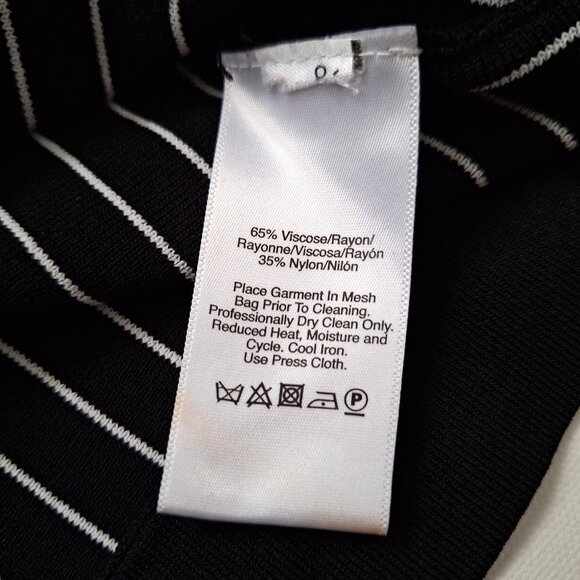 65% Viscose/Rayon/
Rayonne/Viscosa/Rayón
35% Nylon/Nilón
Place Garment In Mesh
Bag Prior To Cleaning.
Professionally Dry Clean Only.
Reduced Heat, Moisture and
Cycle. Cool Iron.
Use Press Cloth.
P